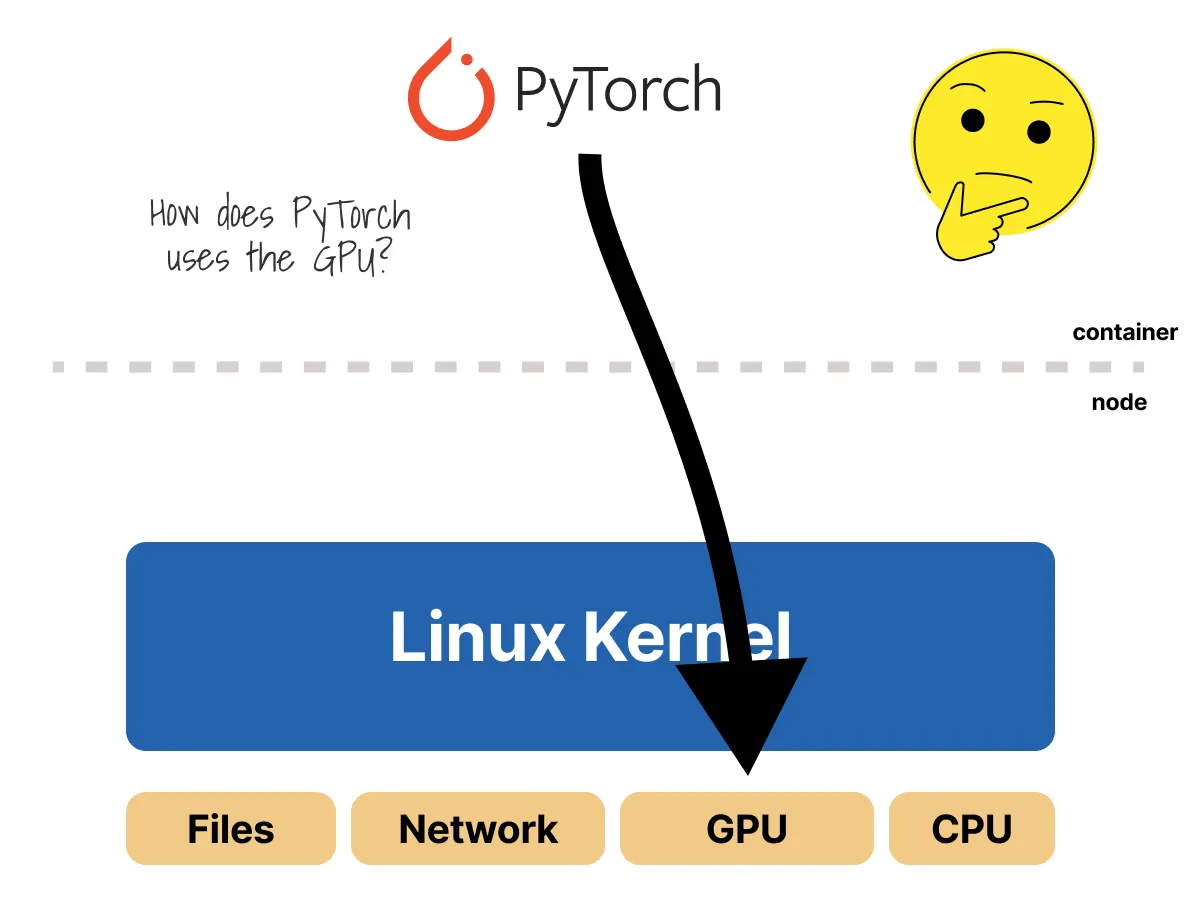 PyTorch
How does PyTorch
uses the GPU?
container
node
Linux Kernel
Files
Network
GPU
CPU